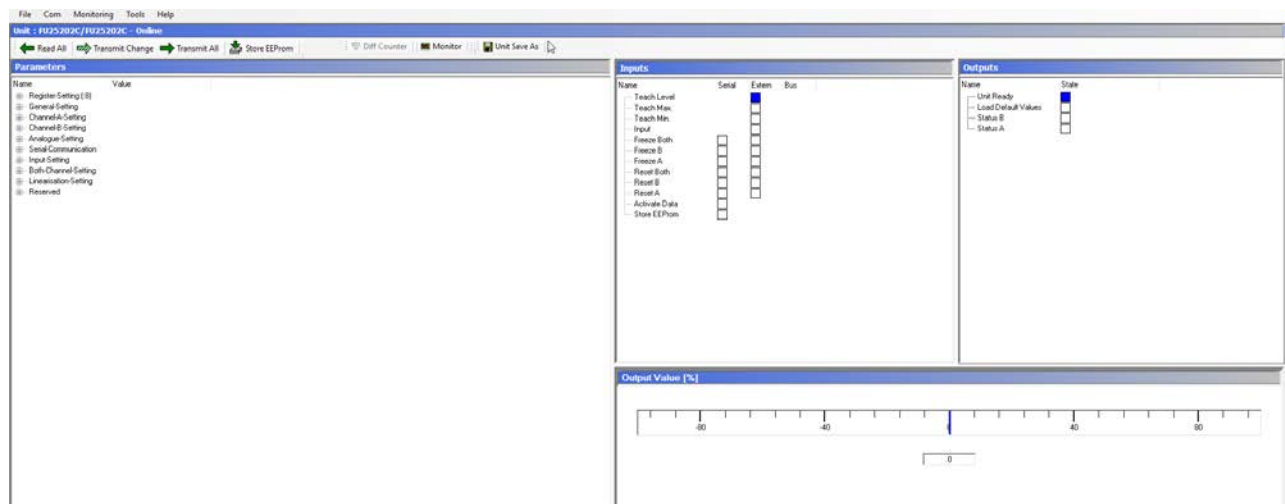 File Com Monitoring Tools Help
Unit : FU25202C/FU25202C - Online
Read All Transmit Change Transmit All Store EEProm Diff Counter Monitor Unit Save As
Parameters
Name Value
Register-Setting (:8)
General-Setting
Channel-A-Setting
Channel-B-Setting
Analogue-Setting
Serial-Communication
Input-Setting
Both-Channel-Setting
Linearisation-Setting
Reserved
Inputs
Name Serial Extern Bus
Teach Level
Teach Max.
Teach Min.
Input
Freeze Both
Freeze B
Freeze A
Reset Both
Reset B
Reset A
Activate Data
Store EEProm
Outputs
Name State
Unit Ready
Load Default Values
Status B
Status A
Output Value [%]
-80 -40 0 40 80
0